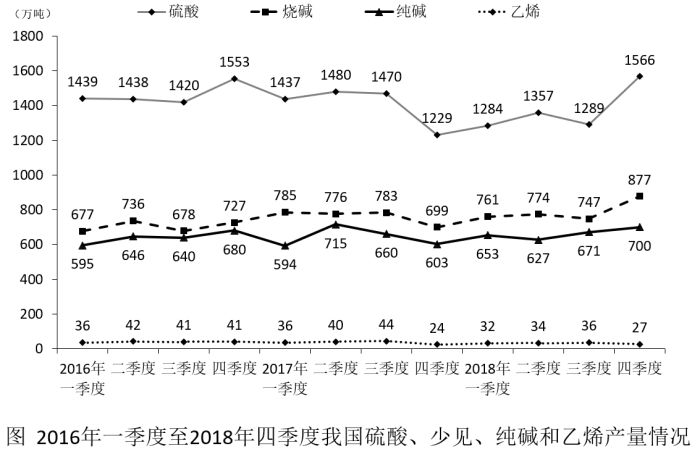 （万吨）
硫酸 烧碱 纯碱 乙烯
1800
1600
1400
1200
1000
800
600
400
200
0
1439 1438 1420 1553 1437 1480 1470 1229 1284 1357 1289 1566
677 736 678 727 785 776 783 699 761 774 747 877
595 646 640 680 594 715 660 603 653 627 671 700
36 42 41 41 36 40 44 24 32 34 36 27
2016年 二季度 三季度 四季度 2017年 二季度 三季度 四季度 2018年 二季度 三季度 四季度
一季度 一季度 一季度
图 2016年一季度至2018年四季度我国硫酸、少见、纯碱和乙烯产量情况